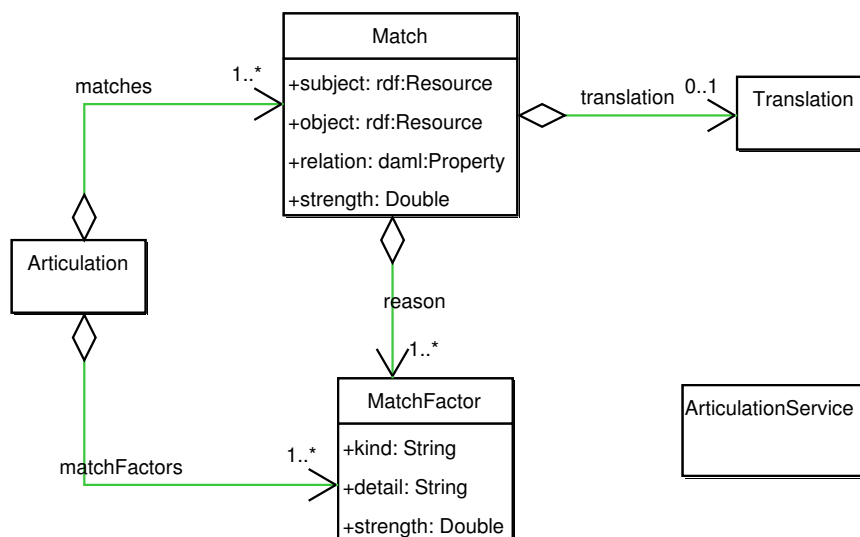 Match
+subject: rdf:Resource
+object: rdf:Resource
+relation: daml:Property
+strength: Double
matches
1..*
translation
0..1
Translation
Articulation
reason
1..*
matchFactors
1..*
MatchFactor
+kind: String
+detail: String
+strength: Double
ArticulationService